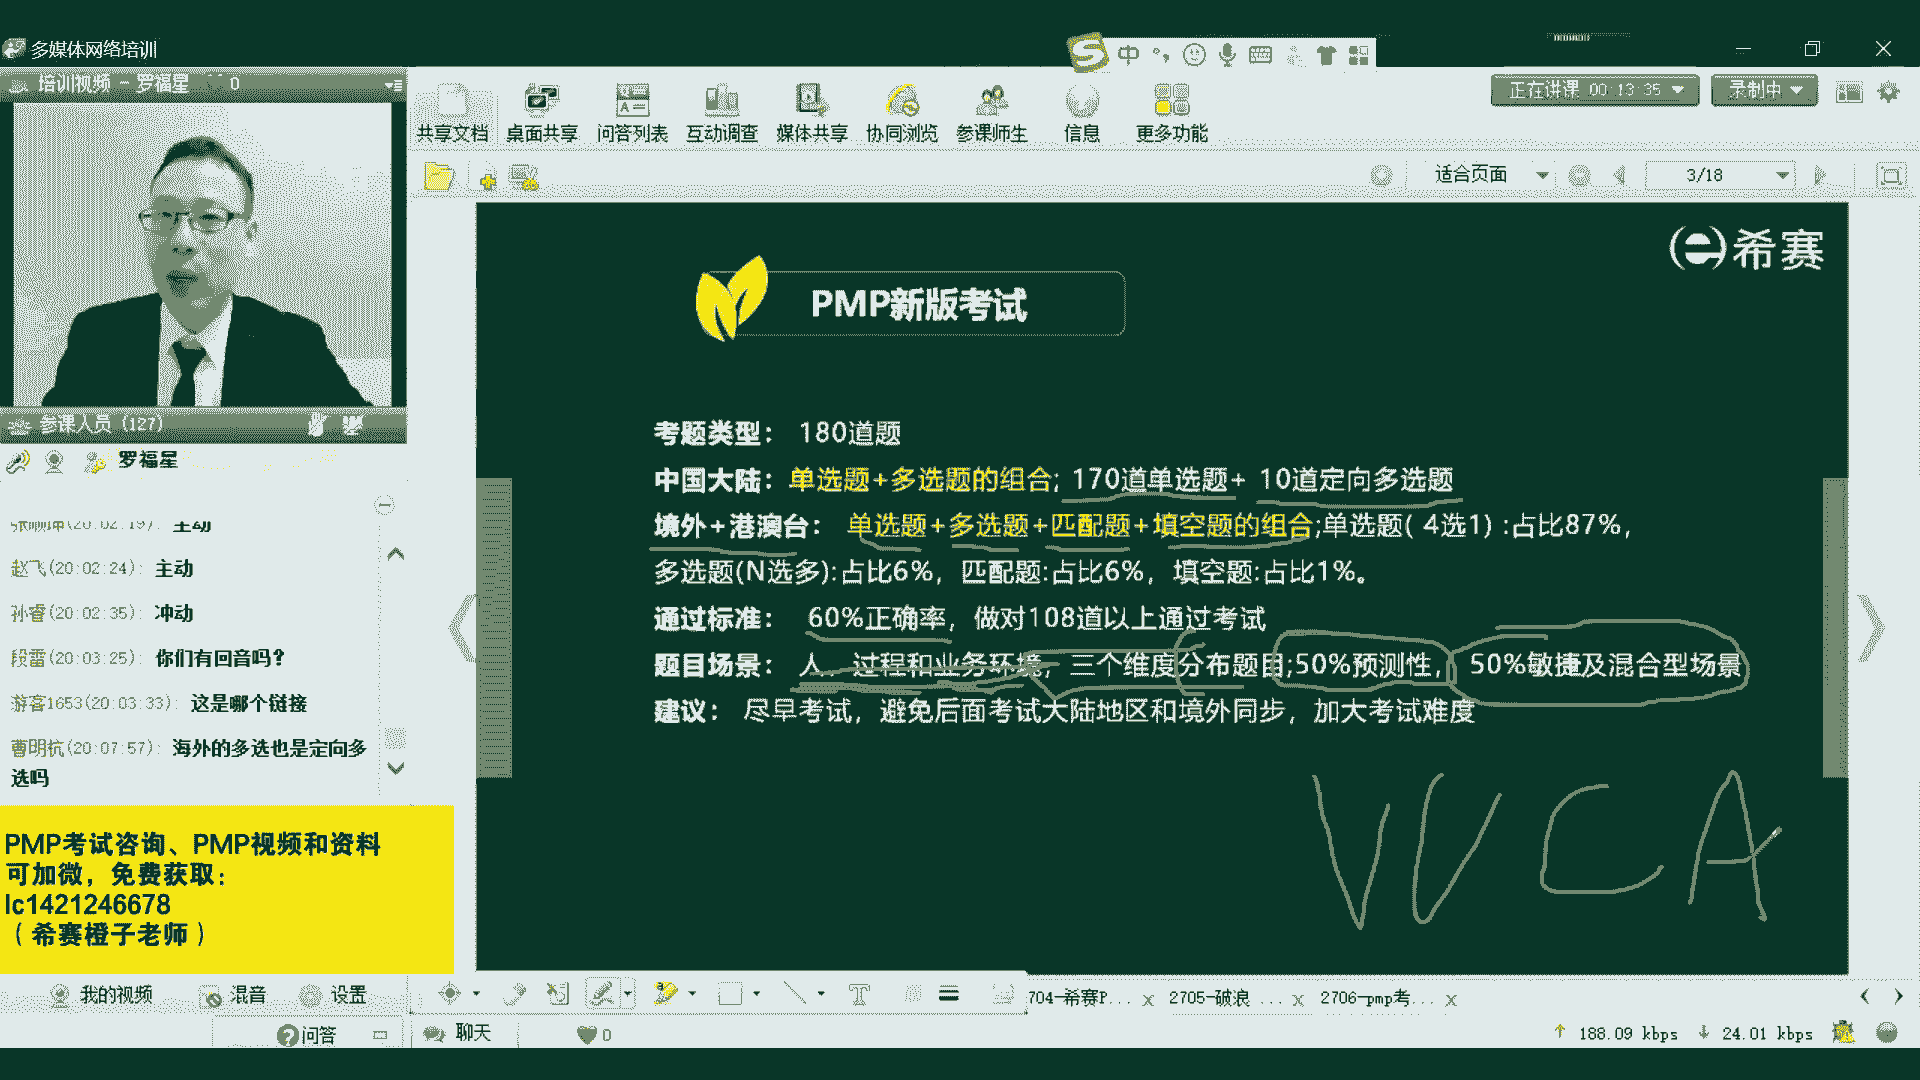 多媒体网络培训
中
培训视频 - 罗福星
0
共享文档 桌面共享 问答列表 互动调查 媒体共享 协同浏览 参课师生 信息 更多功能
正在讲课 00:13:35
录制中
适合页面
3/18
希赛
PMP新版考试
考题类型： 180道题
中国大陆：单选题+多选题的组合; 170道单选题+ 10道定向多选题
境外+港澳台： 单选题+多选题+匹配题+填空题的组合;单选题( 4选1) :占比87%，
多选题(N选多):占比6%，匹配题:占比6%，填空题:占比1%。
通过标准： 60%正确率，做对108道以上通过考试
题目场景： 人、过程和业务环境，三个维度分布题目;50%预测性， 50%敏捷及混合型场景
建议： 尽早考试，避免后面考试大陆地区和境外同步，加大考试难度
VUCA
参课人员 (127)
罗福星
(20:02:19): 主动
赵飞(20:02:24): 主动
孙睿(20:02:35): 冲动
段雷(20:03:25): 你们有回音吗?
游客1653(20:03:33): 这是哪个链接
曹明杭(20:07:57): 海外的多选也是定向多
选吗
PMP考试咨询、PMP视频和资料
可加微，免费获取：
lc1421246678
（希赛橙子老师）
我的视频 混音 设置
704-希赛P... x 2705-破浪 ... x 2706-pmp考... x
问答
聊天
0
188.09 kbps 24.01 kbps